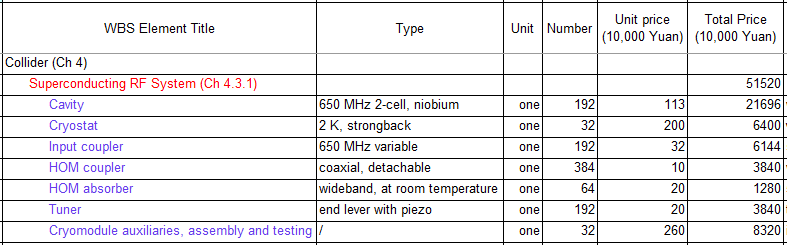 WBS Element Title Type Unit Number Unit price (10,000 Yuan) Total Price (10,000 Yuan)
Collider (Ch 4)
Superconducting RF System (Ch 4.3.1) 51520
Cavity 650 MHz 2-cell, niobium one 192 113 21696
Cryostat 2 K, strongback one 32 200 6400
Input coupler 650 MHz variable one 192 32 6144
HOM coupler coaxial, detachable one 384 10 3840
HOM absorber wideband, at room temperature one 64 20 1280
Tuner end lever with piezo one 192 20 3840
Cryomodule auxiliaries, assembly and testing / one 32 260 8320